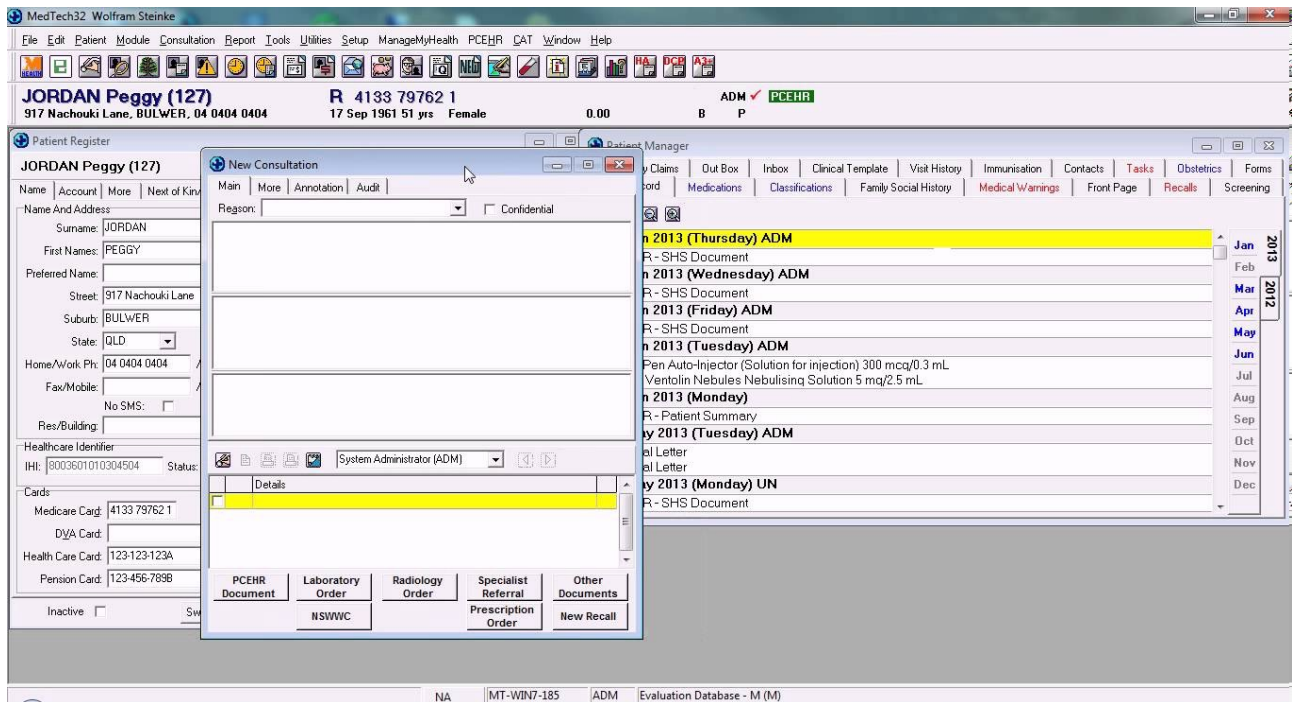 MedTech32 Wolfram Steinke
File Edit Patient Module Consultation Report Tools Utilities Setup ManageMyHealth PCEHR CAT Window Help
HEALTH NEG HA DCP A3+
JORDAN Peggy (127) R 4133 79762 1 ADM PCEHR
917 Nachouki Lane, BULWER, 04 0404 0404 17 Sep 1961 51 yrs Female 0.00 B P
Patient Register
JORDAN Peggy (127)
Name Account More Next of Kin/
Name And Address
Surname: JORDAN
First Names: PEGGY
Preferred Name:
Street: 917 Nachouki Lane
Suburb: BULWER
State: QLD
Home/Work Ph: 04 0404 0404 /
Fax/Mobile: /
No SMS:
Res/Building:
Healthcare Identifier
IHI: 8003601010304504 Status:
Cards
Medicare Card: 4133 79762 1
DVA Card:
Health Care Card: 123-123-123A
Pension Card: 123-456-789B
Inactive Sw
New Consultation
Main More Annotation Audit
Reason: Confidential
System Administrator (ADM)
Details
PCEHR Document Laboratory Order Radiology Order Specialist Referral Other Documents
NSWWC Prescription Order New Recall
Patient Manager
y Claims Out Box Inbox Clinical Template Visit History Immunisation Contacts Tasks Obstetrics Forms
ord Medications Classifications Family Social History Medical Warnings Front Page Recalls Screening
n 2013 (Thursday) ADM
R - SHS Document
n 2013 (Wednesday) ADM
R - SHS Document
n 2013 (Friday) ADM
R - SHS Document
n 2013 (Tuesday) ADM
Pen Auto-Injector (Solution for injection) 300 mcg/0.3 mL
Ventolin Nebules Nebulising Solution 5 mg/2.5 mL
n 2013 (Monday)
R - Patient Summary
ay 2013 (Tuesday) ADM
al Letter
al Letter
ay 2013 (Monday) UN
R - SHS Document
Jan
Feb
Mar
Apr
May
Jun
Jul
Aug
Sep
Oct
Nov
Dec
2013
2012
NA MT-WIN7-185 ADM Evaluation Database - M (M)